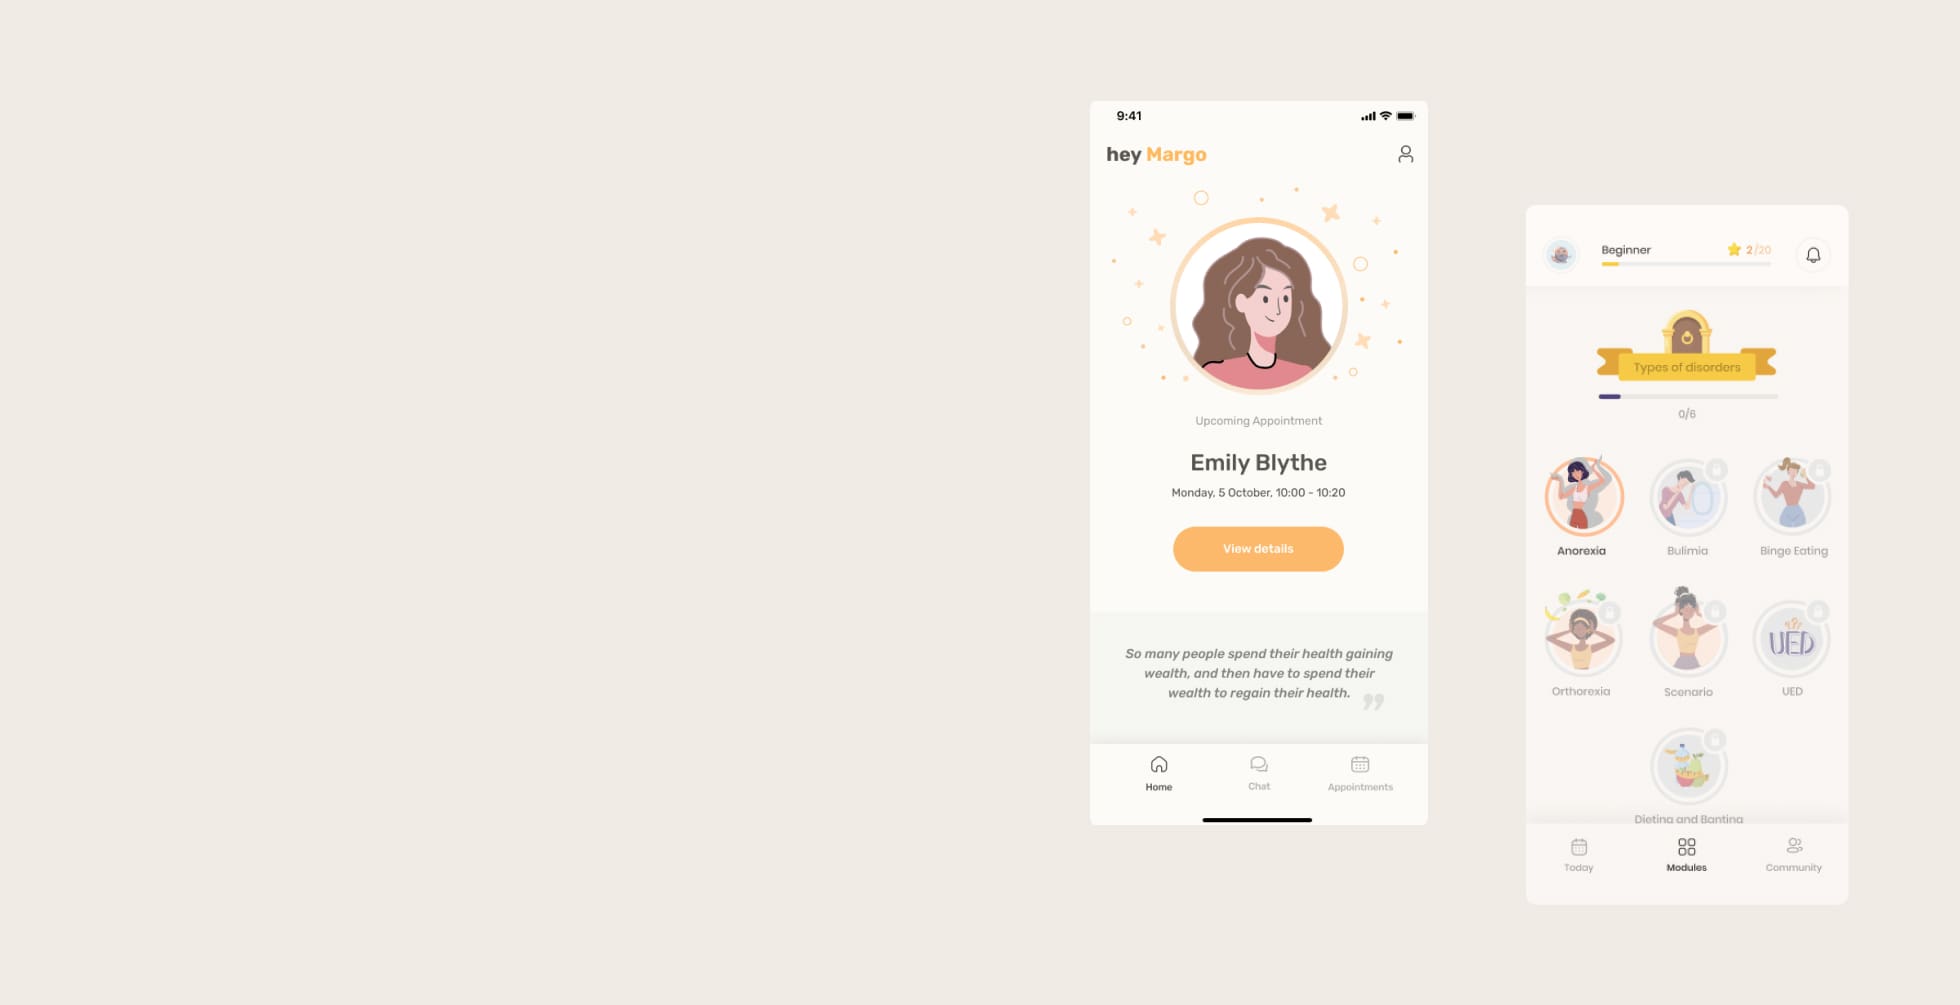 9:41
hey Margo
Upcoming Appointment
Emily Blythe
Monday, 5 October, 10:00 - 10:20
View details
So many people spend their health gaining
wealth, and then have to spend their
wealth to regain their health.
”
Home
Chat
Appointments
Beginner
2/20
Types of disorders
0/6
Anorexia
Bulimia
Binge Eating
Orthorexia
Scenario
UED
UED
Dieting and Banting
Today
Modules
Community